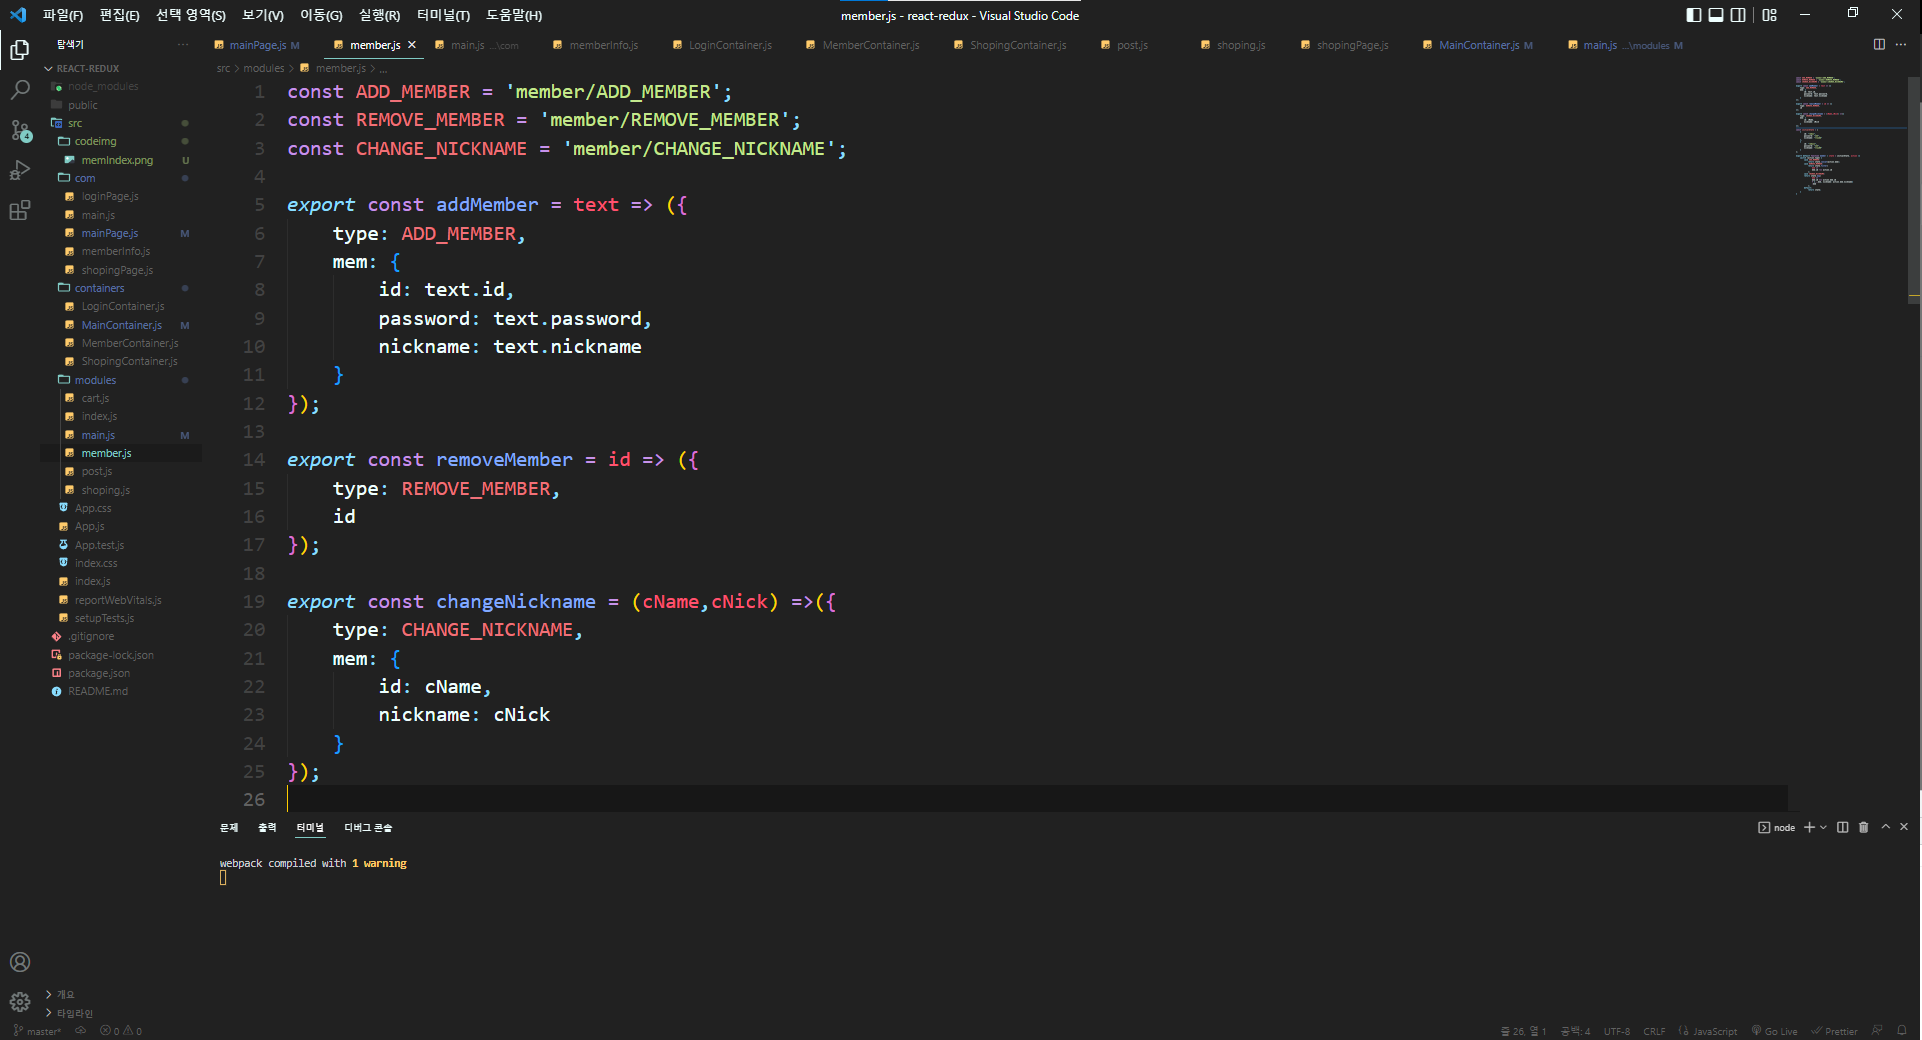 파일(F) 편집(E) 선택 영역(S) 보기(V) 이동(G) 실행(R) 터미널(T) 도움말(H)
member.js - react-redux - Visual Studio Code
탐색기 ...
mainPage.js M member.js main.js ...\com memberInfo.js LoginContainer.js MemberContainer.js ShopingContainer.js post.js shoping.js shopingPage.js MainContainer.js M main.js ...\modules M
src > modules > member.js > ...
REACT-REDUX
node_modules
public
src
codeimg
memIndex.png U
com
loginPage.js
main.js
mainPage.js M
memberInfo.js
shopingPage.js
containers
LoginContainer.js
MainContainer.js M
MemberContainer.js
ShopingContainer.js
modules
cart.js
index.js
main.js M
member.js
post.js
shoping.js
App.css
App.js
App.test.js
index.css
index.js
reportWebVitals.js
setupTests.js
.gitignore
package-lock.json
package.json
README.md
4
1 const ADD_MEMBER = 'member/ADD_MEMBER';
2 const REMOVE_MEMBER = 'member/REMOVE_MEMBER';
3 const CHANGE_NICKNAME = 'member/CHANGE_NICKNAME';
4
5 export const addMember = text => ({
6 type: ADD_MEMBER,
7 mem: {
8 id: text.id,
9 password: text.password,
10 nickname: text.nickname
11 }
12 });
13
14 export const removeMember = id => ({
15 type: REMOVE_MEMBER,
16 id
17 });
18
19 export const changeNickname = (cName,cNick) =>({
20 type: CHANGE_NICKNAME,
21 mem: {
22 id: cName,
23 nickname: cNick
24 }
25 });
26
문제 출력 터미널 디버그 콘솔
node
webpack compiled with 1 warning
개요
타임라인
master* 0 0
줄 26, 열 1 공백: 4 UTF-8 CRLF JavaScript Go Live Prettier